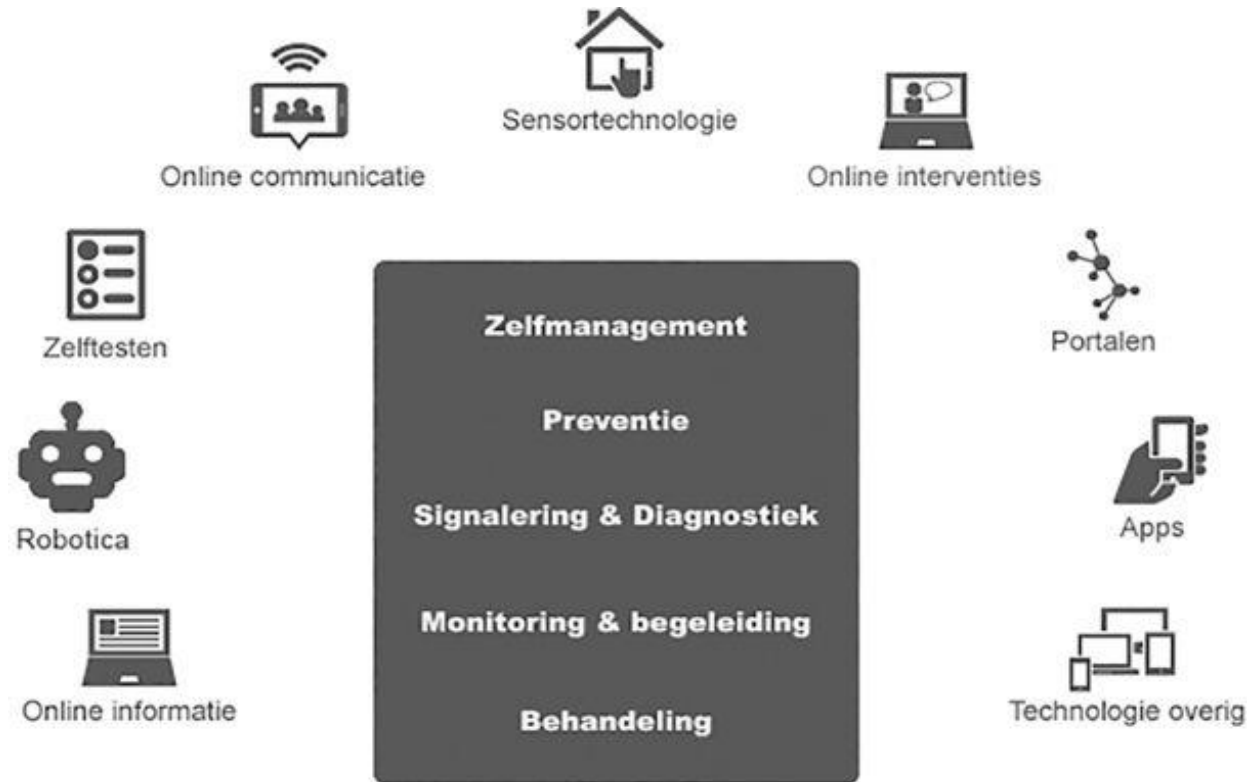 Sensortechnologie
Online communicatie
Online interventies
Zelftesten
Portalen
Robotica
Apps
Online informatie
Technologie overig
Zelfmanagement
Preventie
Signalering & Diagnostiek
Monitoring & begeleiding
Behandeling